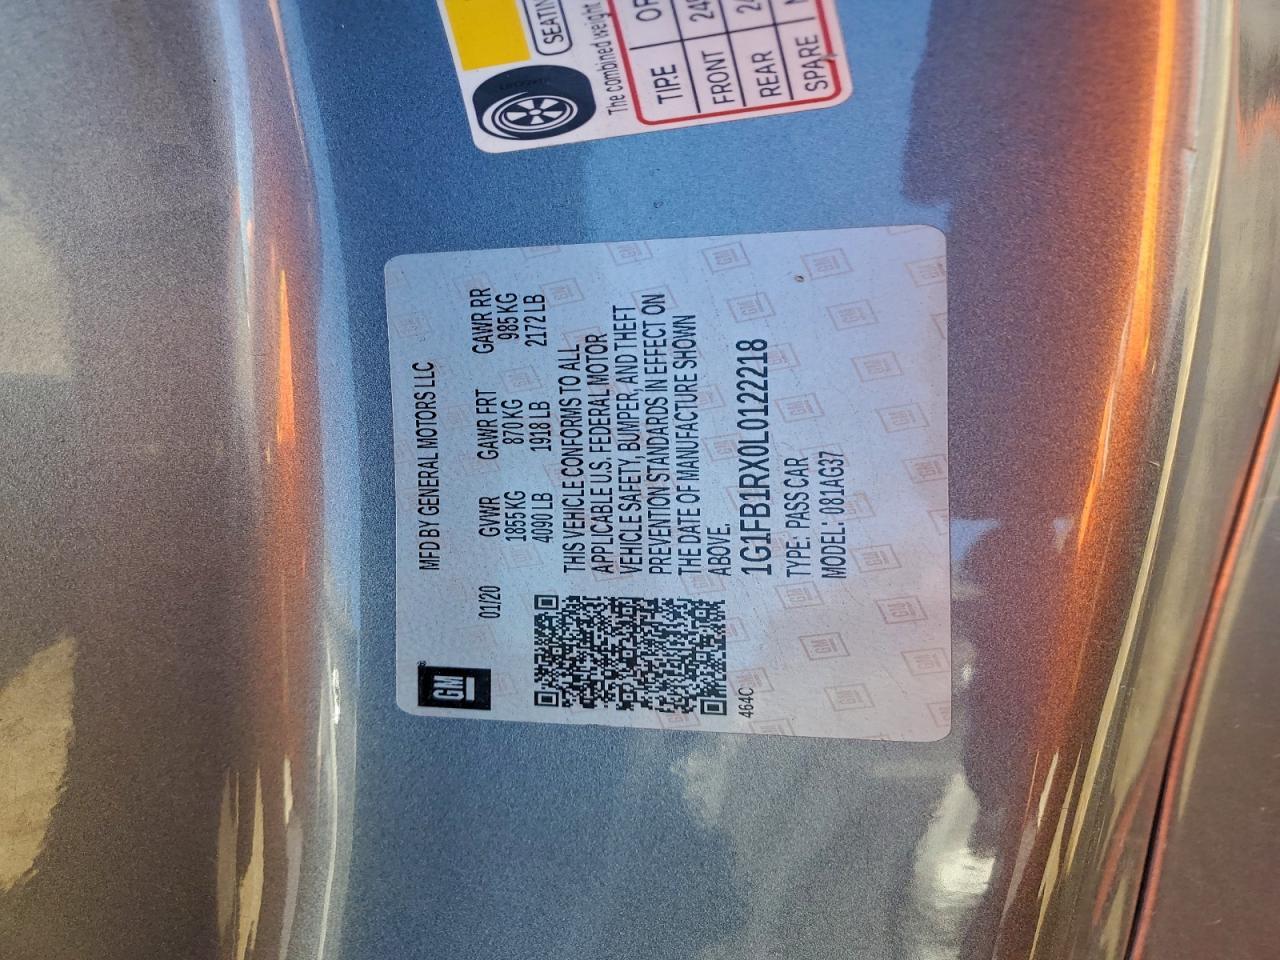 SEATIN
The combined weight
TIRE OR
FRONT 245
REAR 24
SPARE N
GM
MFD BY GENERAL MOTORS LLC
01/20 GVWR GAWR FRT GAWR RR
1855 KG 870 KG 985 KG
4090 LB 1918 LB 2172 LB
THIS VEHICLE CONFORMS TO ALL
APPLICABLE U.S. FEDERAL MOTOR
VEHICLE SAFETY, BUMPER, AND THEFT
PREVENTION STANDARDS IN EFFECT ON
THE DATE OF MANUFACTURE SHOWN
ABOVE.
1G1FB1RX0L0122218
464C
TYPE: PASS CAR
MODEL: 081AG37